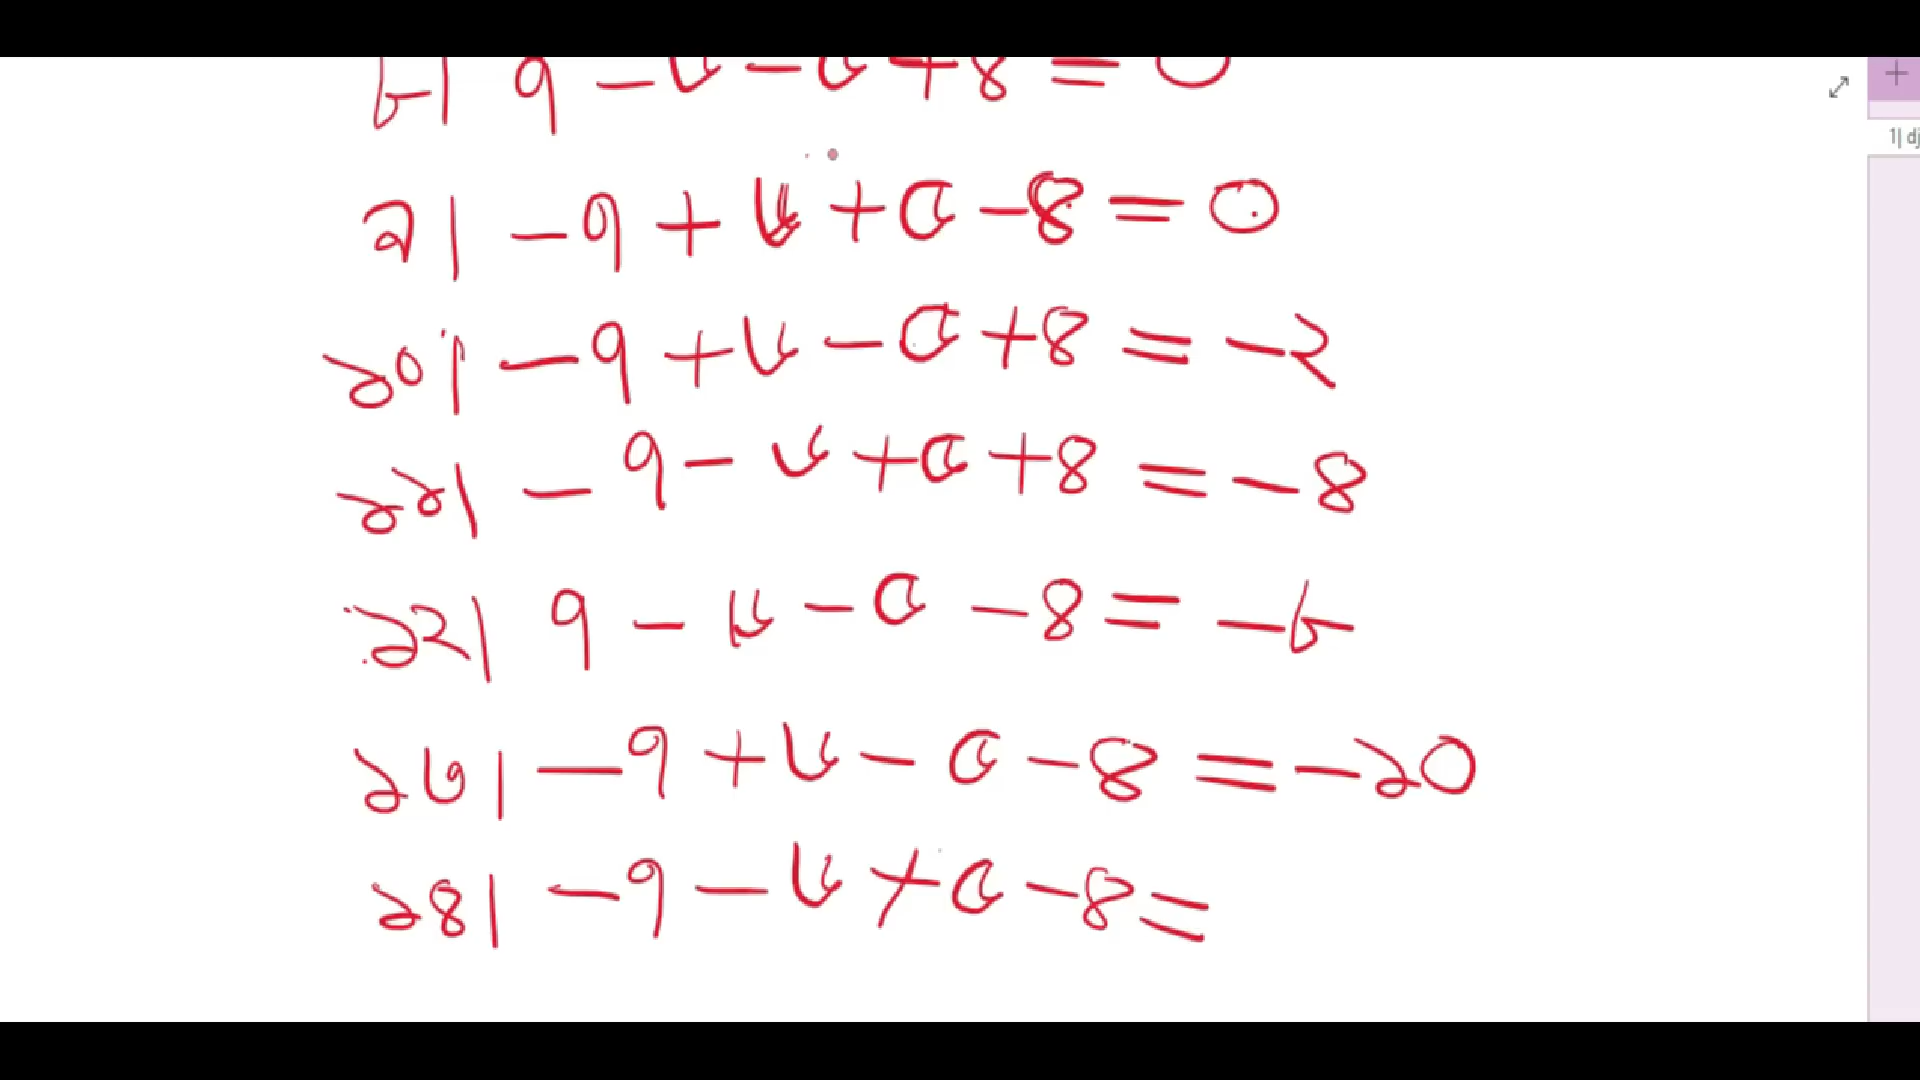 ৮। ৭ - ৬ - ৫ + ৪ = ০
৯। - ৭ + ৬ + ৫ - ৪ = ০
১০। - ৭ + ৬ - ৫ + ৪ = - ২
১১। - ৭ - ৬ + ৫ + ৪ = - ৪
১২। ৭ - ৬ - ৫ - ৪ = - ৮
১৩। - ৭ + ৬ - ৫ - ৪ = - ১০
১৪। - ৭ - ৬ + ৫ - ৪ =